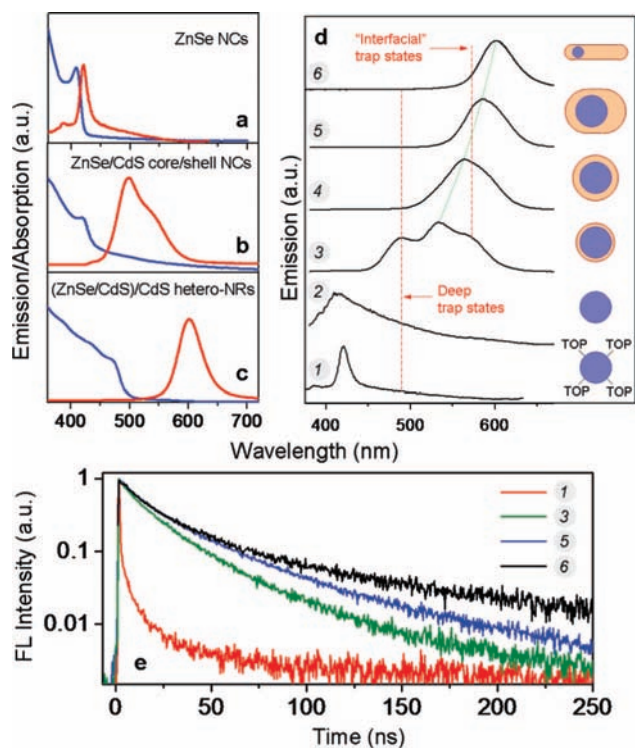 ZnSe NCs
a
ZnSe/CdS core/shell NCs
b
(ZnSe/CdS)/CdS hetero-NRs
c
Emission/Absorption (a.u.)
400 500 600 700
d
"Interfacial"
trap states
6
5
4
3
2
1
Deep
trap states
TOP TOP
TOP TOP
Emission (a.u.)
400 500 600
Wavelength (nm)
1
0.1
0.01
FL Intensity (a.u.)
e
1
3
5
6
0 50 100 150 200 250
Time (ns)